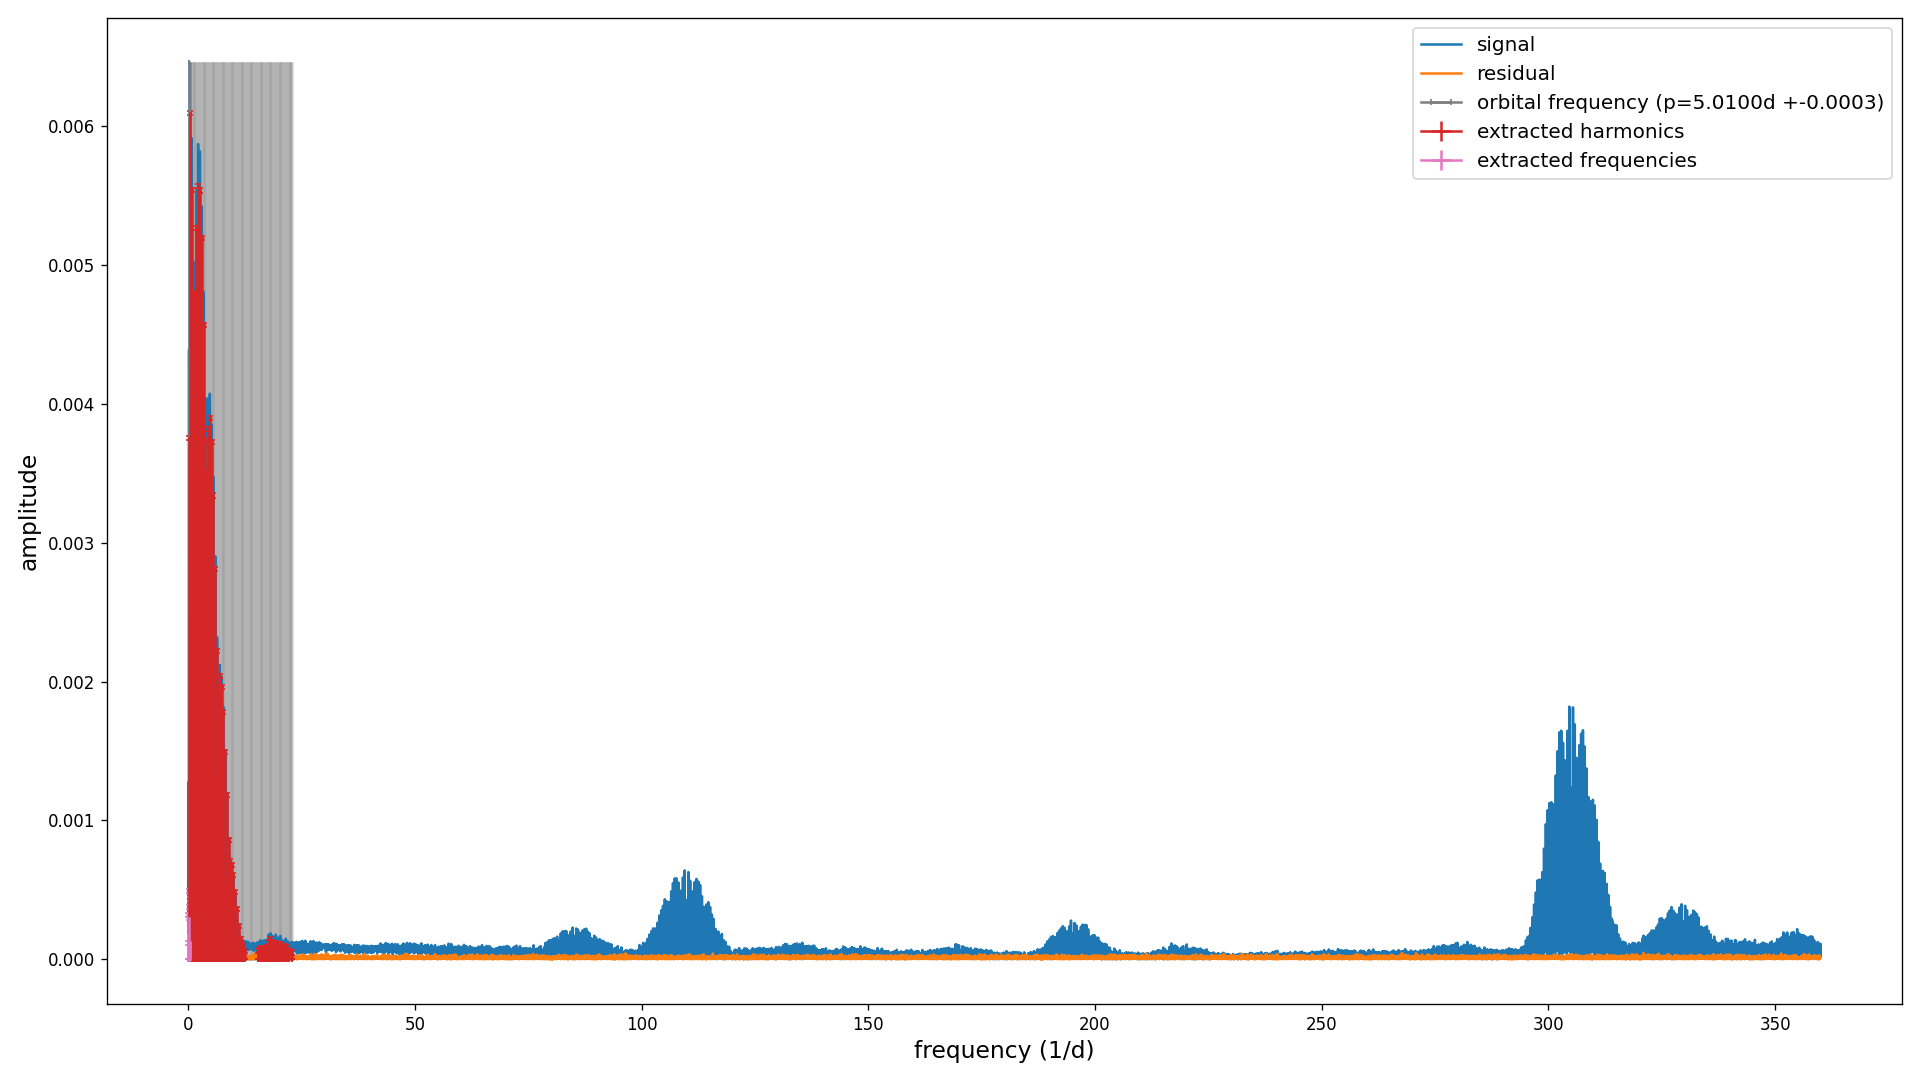 signal
residual
orbital frequency (p=5.0100d +-0.0003)
extracted harmonics
extracted frequencies
0.006
0.005
0.004
0.003
0.002
0.001
0.000
amplitude
0 50 100 150 200 250 300 350
frequency (1/d)